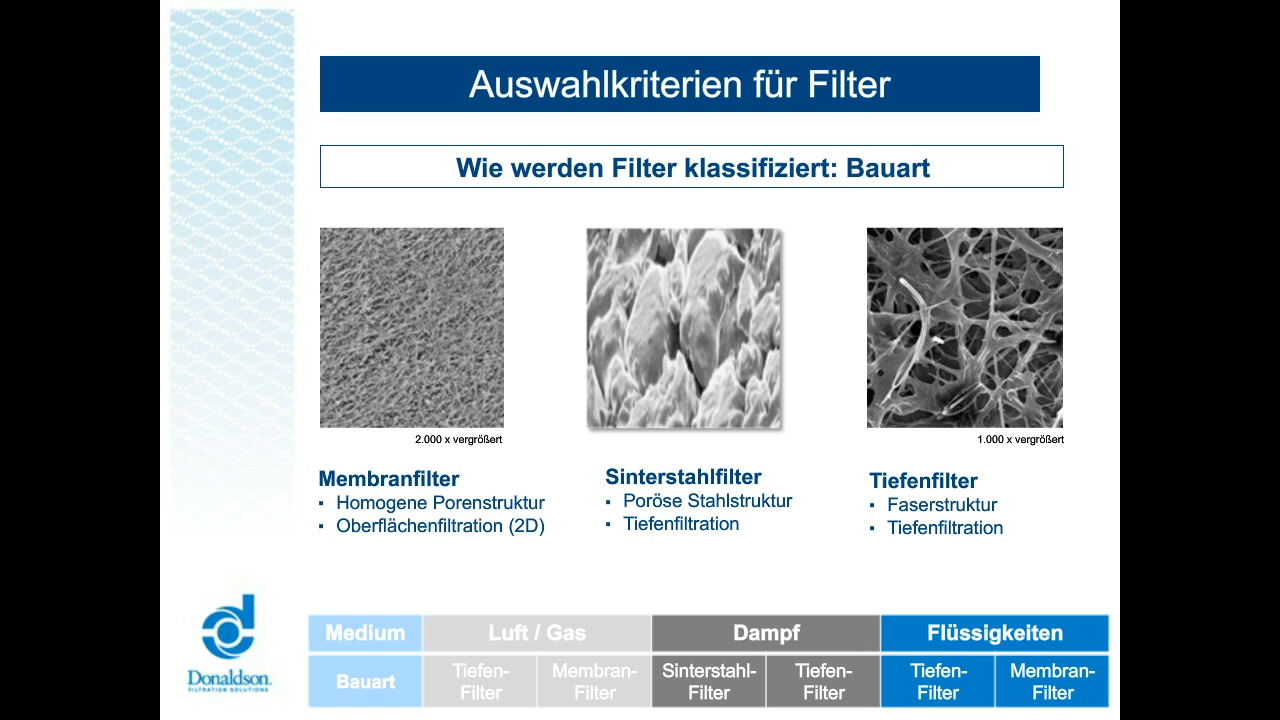 Auswahlkriterien für Filter
Wie werden Filter klassifiziert: Bauart
2.000 x vergrößert
1.000 x vergrößert
Membranfilter
▪ Homogene Porenstruktur
▪ Oberflächenfiltration (2D)
Sinterstahlfilter
▪ Poröse Stahlstruktur
▪ Tiefenfiltration
Tiefenfilter
▪ Faserstruktur
▪ Tiefenfiltration
Donaldson.
FILTRATION SOLUTIONS
Medium
Luft / Gas
Dampf
Flüssigkeiten
Bauart
Tiefen-
Filter
Membran-
Filter
Sinterstahl-
Filter
Tiefen-
Filter
Tiefen-
Filter
Membran-
Filter